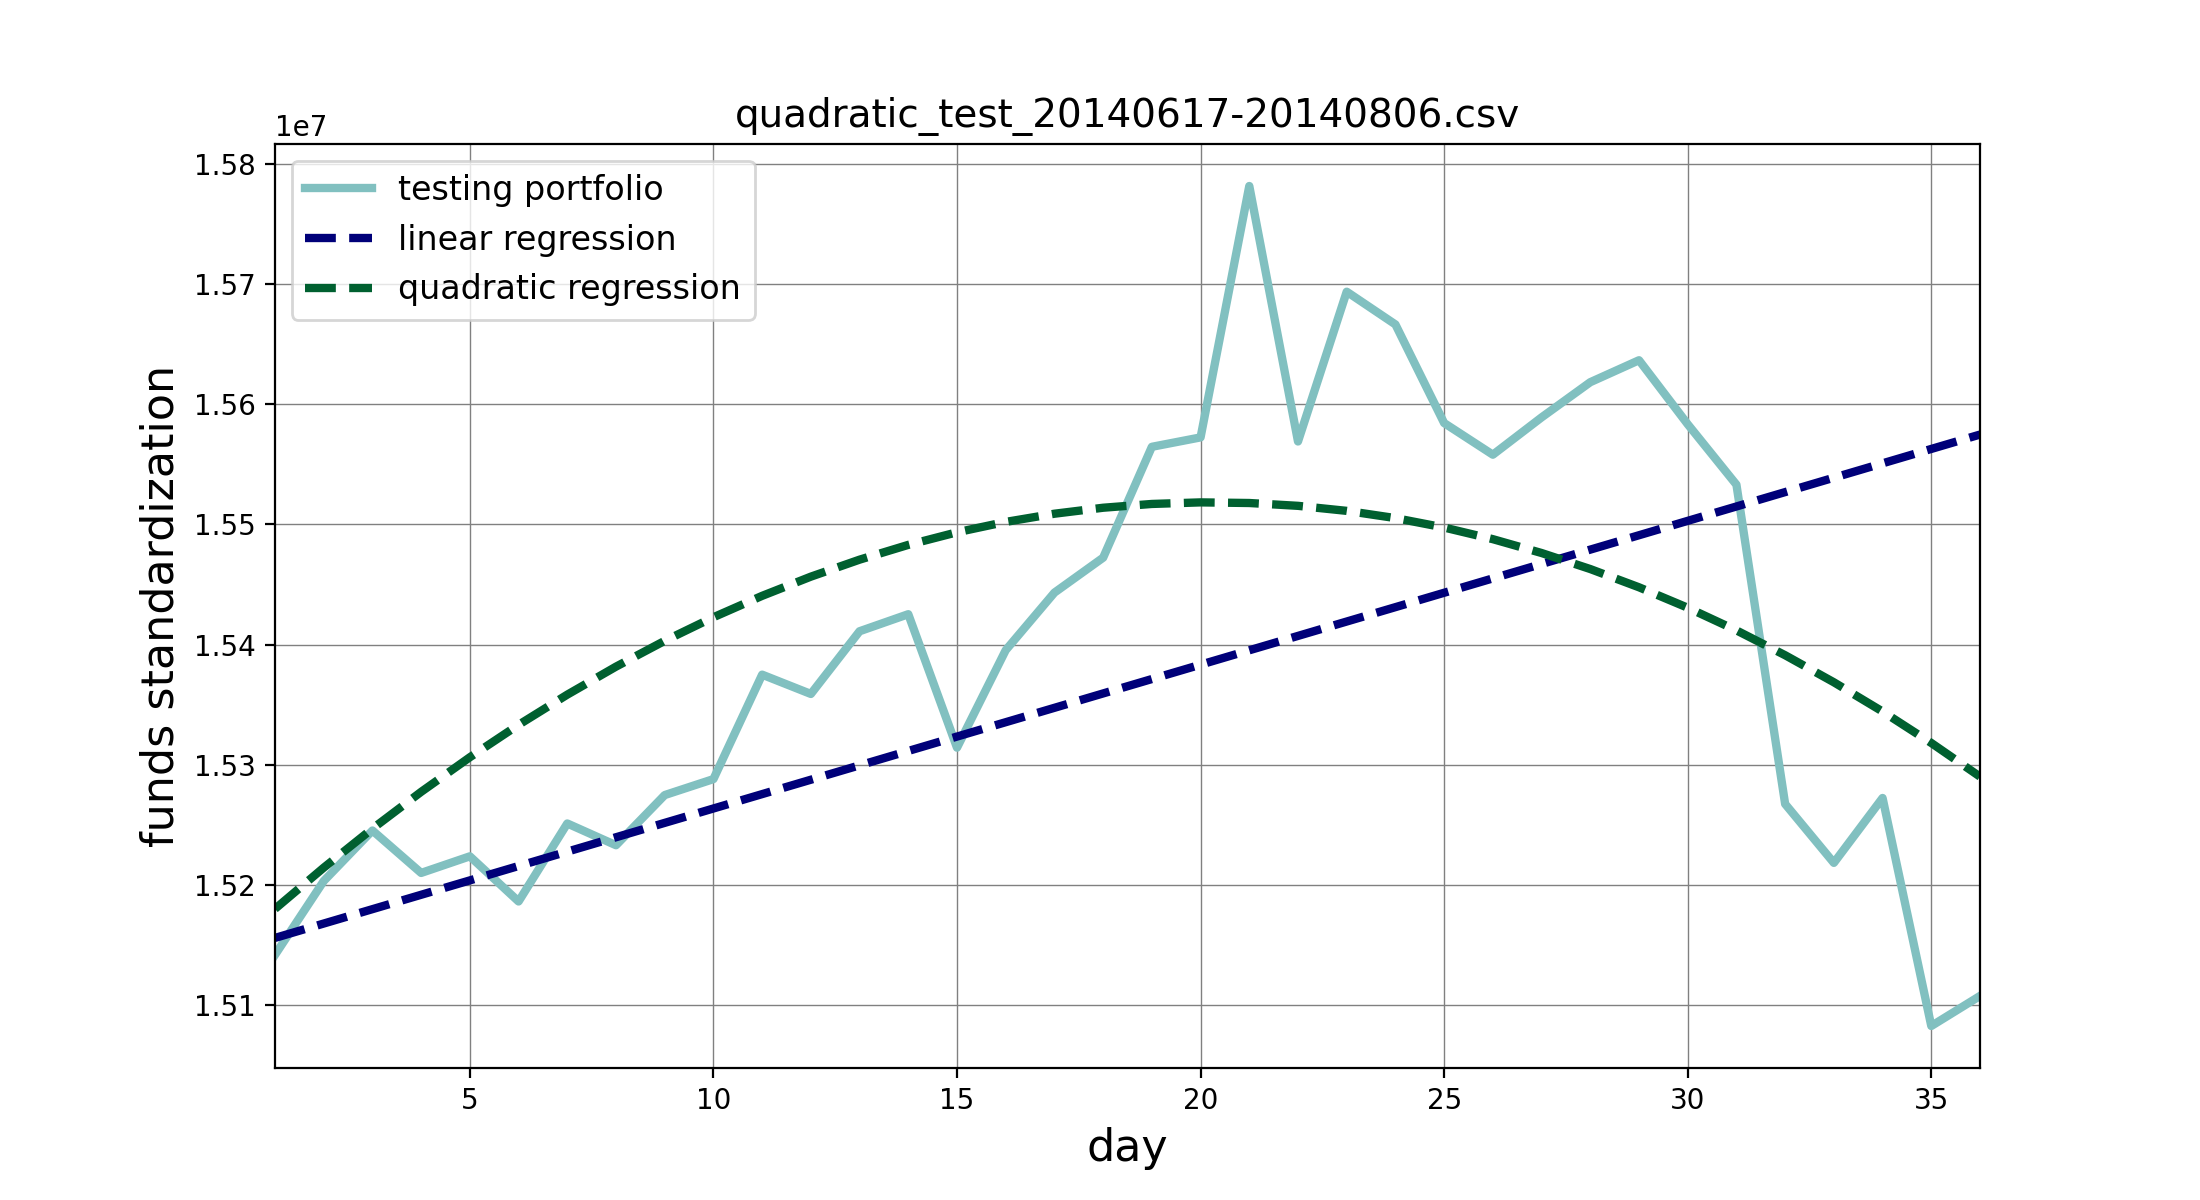 quadratic_test_20140617-20140806.csv
1e7
1.58
1.57
1.56
1.55
1.54
1.53
1.52
1.51
funds standardization
testing portfolio
linear regression
quadratic regression
5 10 15 20 25 30 35
day